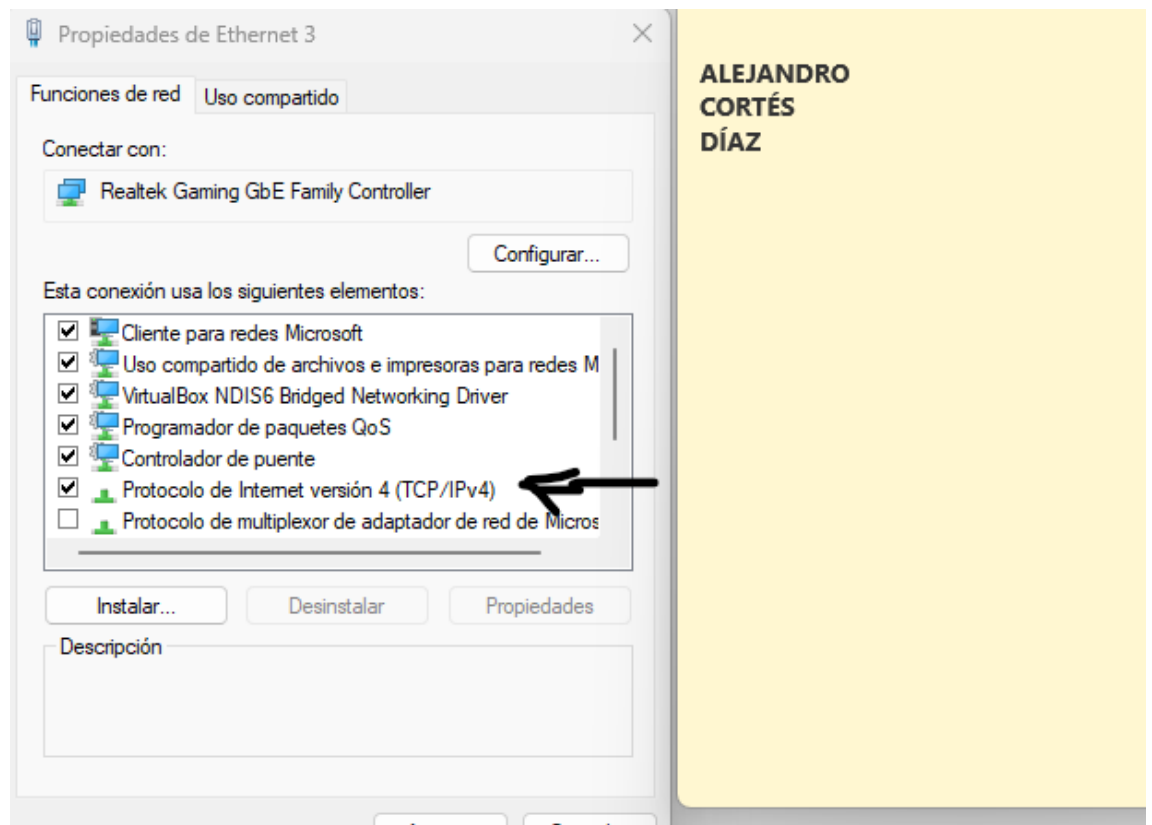 Propiedades de Ethernet 3
Funciones de red
Uso compartido
Conectar con:
Realtek Gaming GbE Family Controller
Configurar...
Esta conexión usa los siguientes elementos:
Cliente para redes Microsoft
Uso compartido de archivos e impresoras para redes M
VirtualBox NDIS6 Bridged Networking Driver
Programador de paquetes QoS
Controlador de puente
Protocolo de Internet versión 4 (TCP/IPv4)
Protocolo de multiplexor de adaptador de red de Micros
Instalar...
Desinstalar
Propiedades
Descripción
ALEJANDRO
CORTÉS
DÍAZ